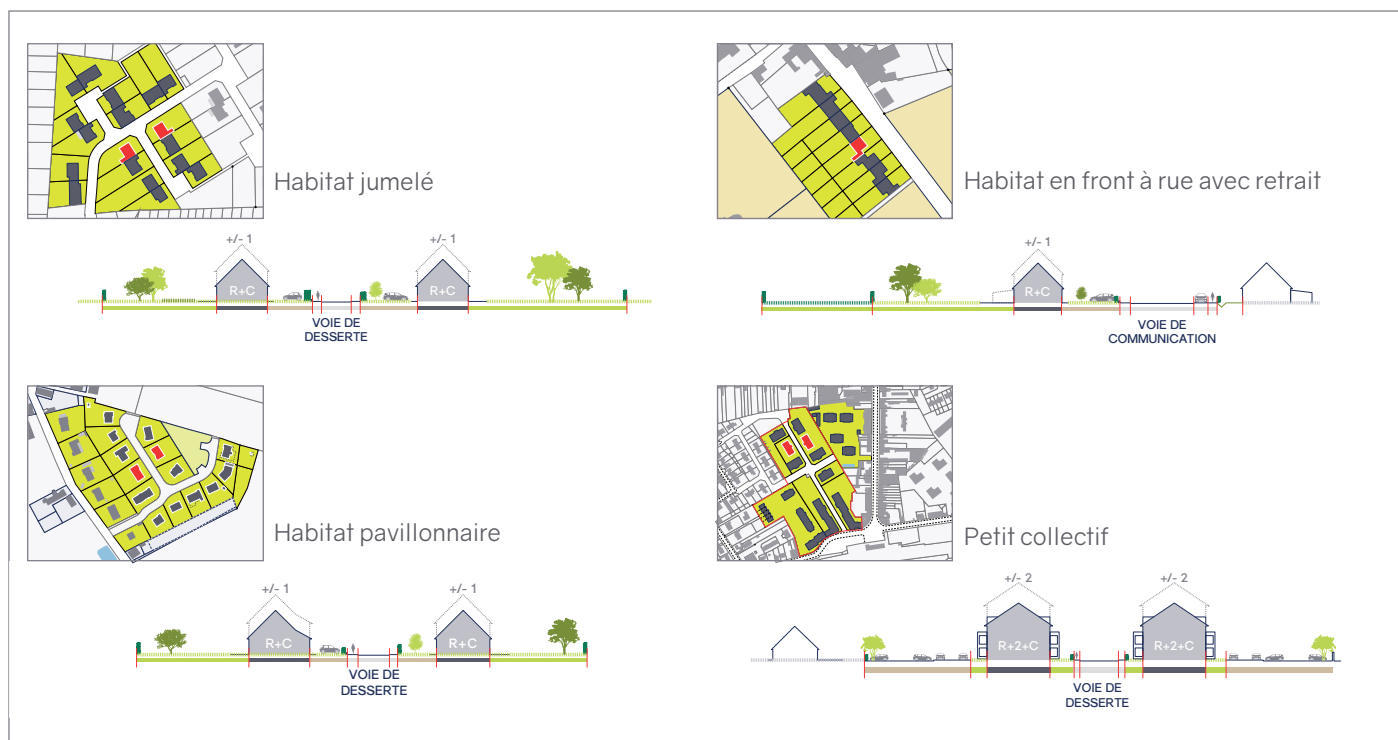 Habitat jumelé
+/- 1
+/- 1
R+C
R+C
VOIE DE
DESSERTE
Habitat en front à rue avec retrait
+/- 1
R+C
VOIE DE
COMMUNICATION
Habitat pavillonnaire
+/- 1
+/- 1
R+C
R+C
VOIE DE
DESSERTE
Petit collectif
+/- 2
+/- 2
R+2+C
R+2+C
VOIE DE
DESSERTE